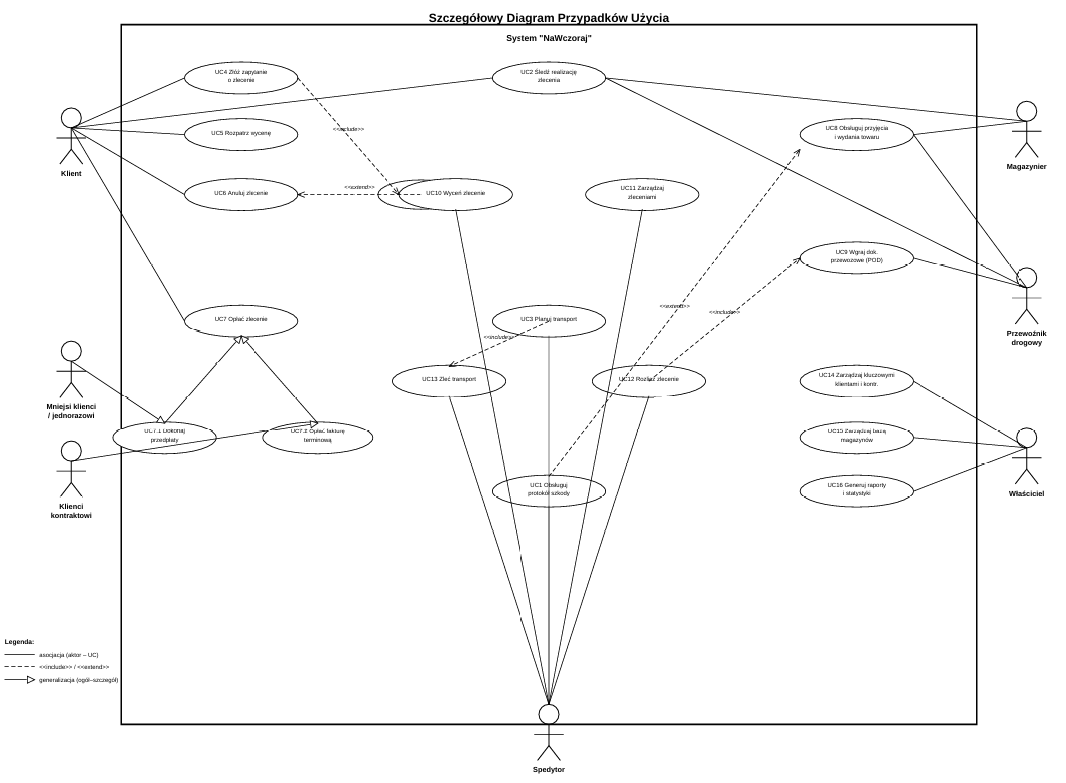 Szczegółowy Diagram Przypadków Użycia
System "NaWczoraj"
UC4 Złóż zapytanie
o zlecenie
UC2 Śledź realizację
zlecenia
<<include>>
UC5 Rozpatrz wycenę
UC8 Obsługuj przyjęcia
i wydania towaru
Klient
Magazynier
UC6 Anuluj zlecenie
<<extend>>
UC10 Wyceń zlecenie
UC11 Zarządzaj
zleceniami
UC9 Wgraj dok.
przewozowe (POD)
<<extend>>
<<include>>
UC7 Opłać zlecenie
UC3 Planuj transport
<<include>>
Przewoźnik
drogowy
UC13 Zleć transport
UC12 Rozlicz zlecenie
UC14 Zarządzaj kluczowymi
klientami i kontr.
Mniejsi klienci
/ jednorazowi
UC7.1 Dokonaj
przedpłaty
UC7.2 Opłać fakturę
terminową
UC15 Zarządzaj bazą
magazynów
UC1 Obsługuj
protokół szkody
UC16 Generuj raporty
i statystyki
Właściciel
Klienci
kontraktowi
Legenda:
asocjacja (aktor – UC)
<<include>> / <<extend>>
generalizacja (ogół–szczegół)
Spedytor